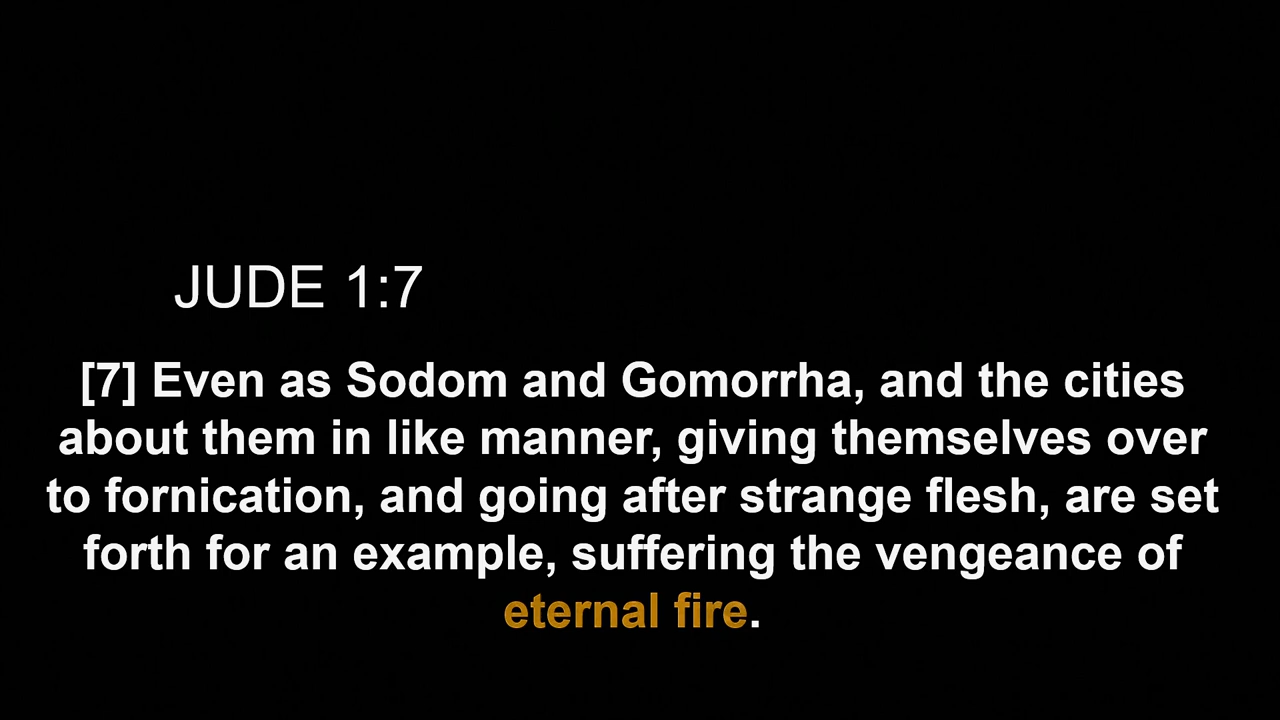 JUDE 1:7
[7] Even as Sodom and Gomorrha, and the cities
about them in like manner, giving themselves over
to fornication, and going after strange flesh, are set
forth for an example, suffering the vengeance of
eternal fire.